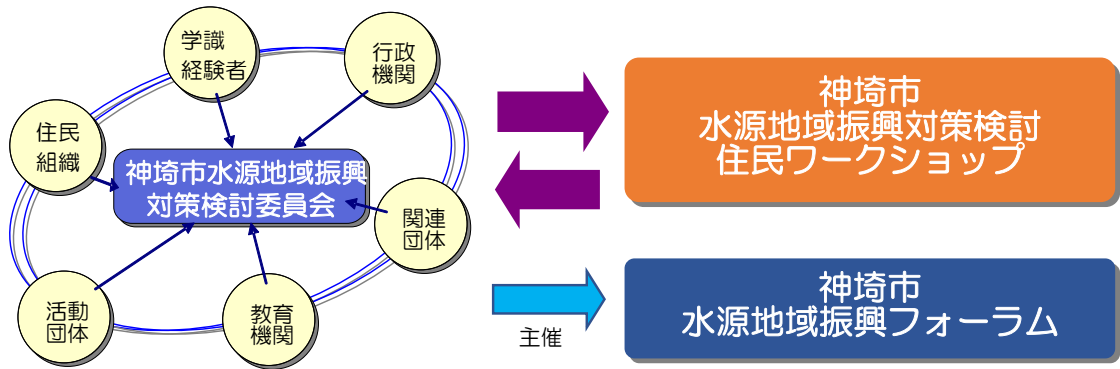 学識
経験者
行政
機関
住民
組織
神埼市水源地域振興
対策検討委員会
関連
団体
活動
団体
教育
機関
神埼市
水源地域振興対策検討
住民ワークショップ
主催
神埼市
水源地域振興フォーラム